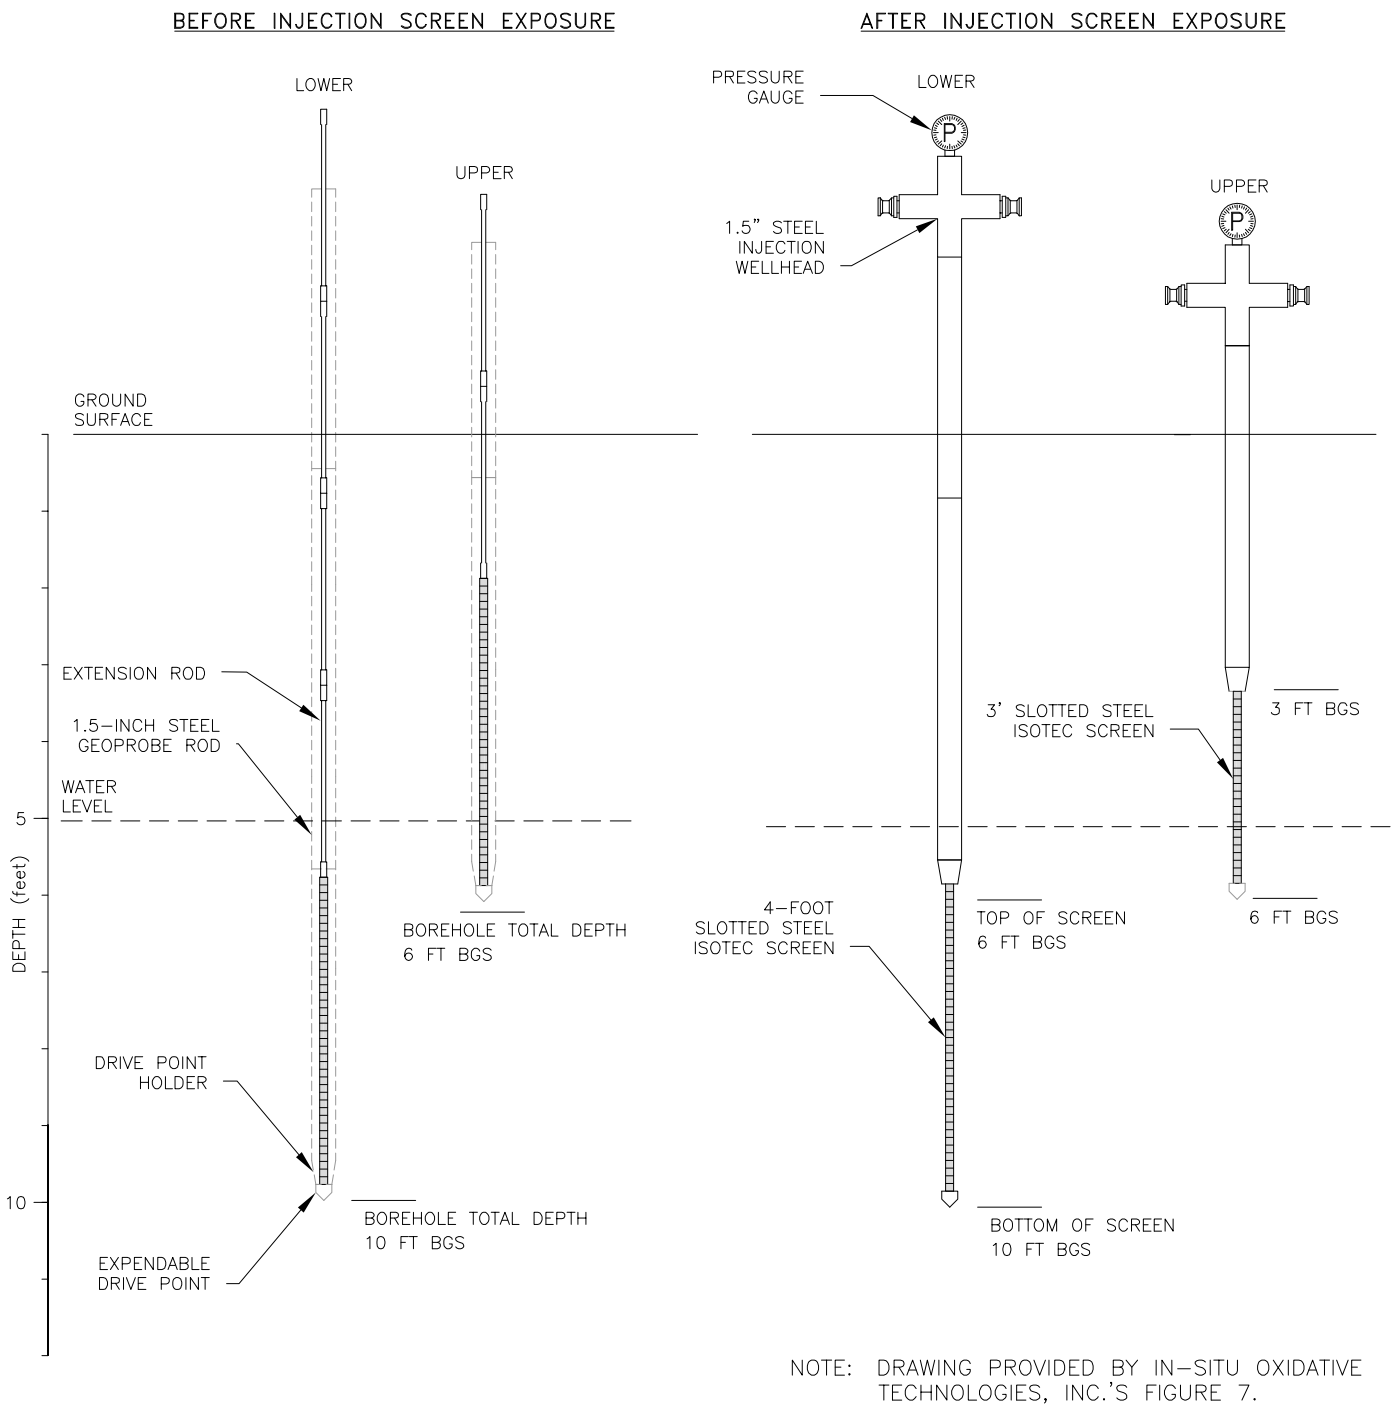 BEFORE INJECTION SCREEN EXPOSURE
LOWER
UPPER
GROUND
SURFACE
EXTENSION ROD
1.5-INCH STEEL
GEOPROBE ROD
WATER
LEVEL
5
DEPTH (feet)
BOREHOLE TOTAL DEPTH
6 FT BGS
DRIVE POINT
HOLDER
10
BOREHOLE TOTAL DEPTH
10 FT BGS
EXPENDABLE
DRIVE POINT
AFTER INJECTION SCREEN EXPOSURE
PRESSURE
GAUGE
LOWER
P
UPPER
P
1.5" STEEL
INJECTION
WELLHEAD
3' SLOTTED STEEL
ISOTEC SCREEN
3 FT BGS
4-FOOT
SLOTTED STEEL
ISOTEC SCREEN
TOP OF SCREEN
6 FT BGS
6 FT BGS
BOTTOM OF SCREEN
10 FT BGS
NOTE: DRAWING PROVIDED BY IN-SITU OXIDATIVE
TECHNOLOGIES, INC.'S FIGURE 7.